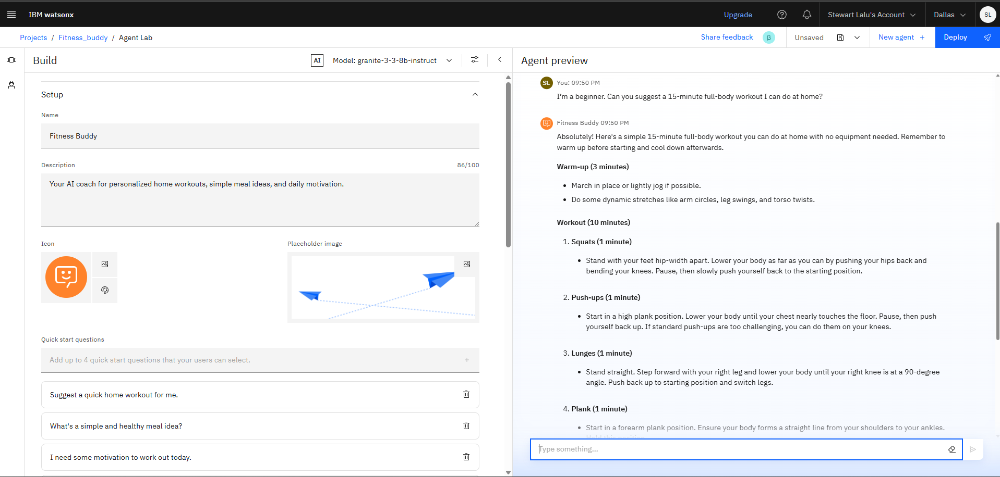 IBM watsonx
Upgrade
Stewart Lalu's Account
Dallas
SL
Projects / Fitness_buddy / Agent Lab
Share feedback
β
Unsaved
New agent +
Deploy
Build
AI
Model: granite-3-3-8b-instruct
Setup
Name
Fitness Buddy
Description
86/100
Your AI coach for personalized home workouts, simple meal ideas, and daily motivation.
Icon
Placeholder image
Quick start questions
Add up to 4 quick start questions that your users can select.
Suggest a quick home workout for me.
What's a simple and healthy meal idea?
I need some motivation to work out today.
Agent preview
SL
You: 09:50 PM
I’m a beginner. Can you suggest a 15-minute full-body workout I can do at home?
Fitness Buddy 09:50 PM
Absolutely! Here's a simple 15-minute full-body workout you can do at home with no equipment needed. Remember to
warm up before starting and cool down afterwards.
Warm-up (3 minutes)
• March in place or lightly jog if possible.
• Do some dynamic stretches like arm circles, leg swings, and torso twists.
Workout (10 minutes)
1. Squats (1 minute)
• Stand with your feet hip-width apart. Lower your body as far as you can by pushing your hips back and
bending your knees. Pause, then slowly push yourself back to the starting position.
2. Push-ups (1 minute)
• Start in a high plank position. Lower your body until your chest nearly touches the floor. Pause, then push
yourself back up. If standard push-ups are too challenging, you can do them on your knees.
3. Lunges (1 minute)
• Stand straight. Step forward with your right leg and lower your body until your right knee is at a 90-degree
angle. Push back up to starting position and switch legs.
4. Plank (1 minute)
• Start in a forearm plank position. Ensure your body forms a straight line from your shoulders to your ankles.
Hold this position.
Type something...